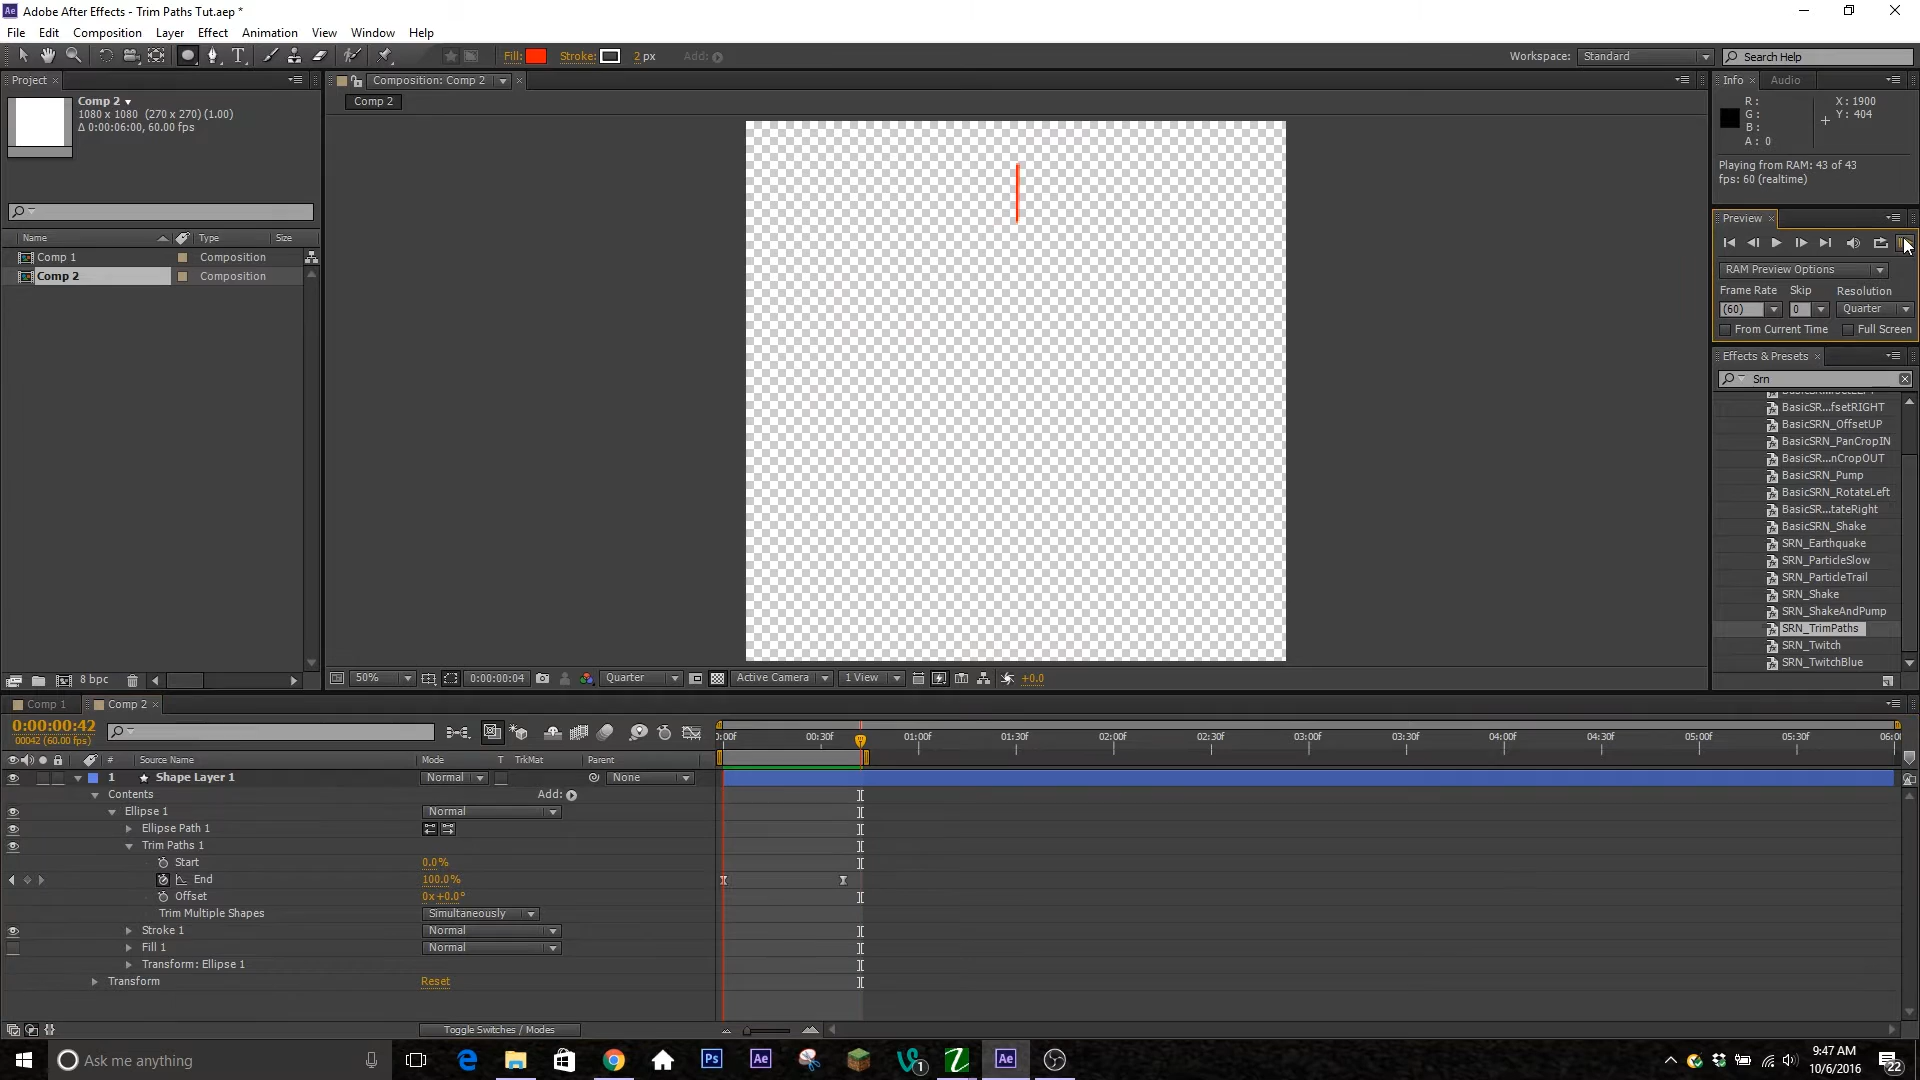 Adobe After Effects - Trim Paths Tut.aep *
File Edit Composition Layer Effect Animation View Window Help
Fill: Stroke: 2 px Add: Workspace: Standard Search Help
Project
Comp 2
1080 x 1080 (270 x 270) (1.00)
Δ 0:00:06:00, 60.00 fps
Name Type Size
Comp 1 Composition
Comp 2 Composition
8 bpc
Composition: Comp 2
Comp 2
50% 0:00:00:04 Quarter Active Camera 1 View +0.0
Info Audio
R: X: 1900
G: Y: 404
B:
A: 0
Playing from RAM: 43 of 43
fps: 60 (realtime)
Preview
RAM Preview Options
Frame Rate Skip Resolution
(60) 0 Quarter
From Current Time Full Screen
Effects & Presets
Srn
BasicSR...fsetRIGHT
BasicSRN_OffsetUP
BasicSRN_PanCropIN
BasicSR...nCropOUT
BasicSRN_Pump
BasicSRN_RotateLeft
BasicSR...tateRight
BasicSRN_Shake
SRN_Earthquake
SRN_ParticleSlow
SRN_ParticleTrail
SRN_Shake
SRN_ShakeAndPump
SRN_TrimPaths
SRN_Twitch
SRN_TwitchBlue
Comp 1 Comp 2
0:00:00:42
00042 (60.00 fps)
):00f 00:30f 01:00f 01:30f 02:00f 02:30f 03:00f 03:30f 04:00f 04:30f 05:00f 05:30f 06:0
# Source Name Mode T TrkMat Parent
1 Shape Layer 1 Normal None
Contents Add:
Ellipse 1 Normal
Ellipse Path 1
Trim Paths 1
Start 0.0%
End 100.0%
Offset 0x+0.0°
Trim Multiple Shapes Simultaneously
Stroke 1 Normal
Fill 1 Normal
Transform: Ellipse 1
Transform Reset
Toggle Switches / Modes
Ask me anything Ps Ae 1 Ae
9:47 AM
10/6/2016
22